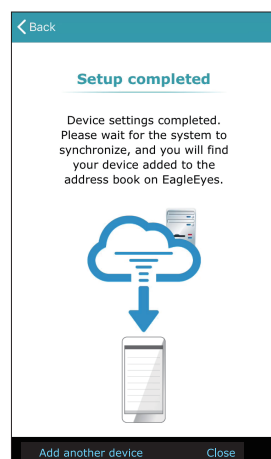 Back
Setup completed
Device settings completed.
Please wait for the system to
synchronize, and you will find
your device added to the
address book on EagleEyes.
Add another device Close